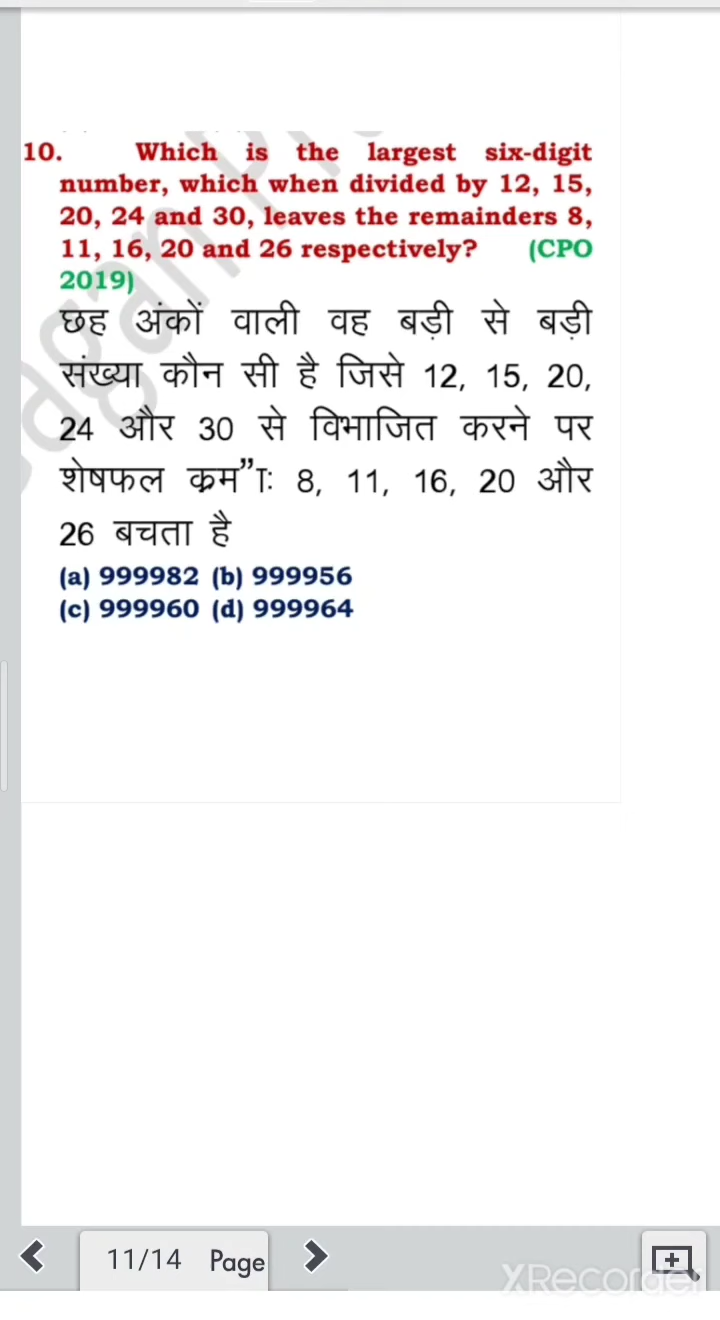 10. Which is the largest six-digit
number, which when divided by 12, 15,
20, 24 and 30, leaves the remainders 8,
11, 16, 20 and 26 respectively? (CPO
2019)
छह अंकों वाली वह बड़ी से बड़ी
संख्या कौन सी है जिसे 12, 15, 20,
24 और 30 से विभाजित करने पर
शेषफल क्रम”ाः 8, 11, 16, 20 और
26 बचता है
(a) 999982 (b) 999956
(c) 999960 (d) 999964
11/14 Page
XRecorder